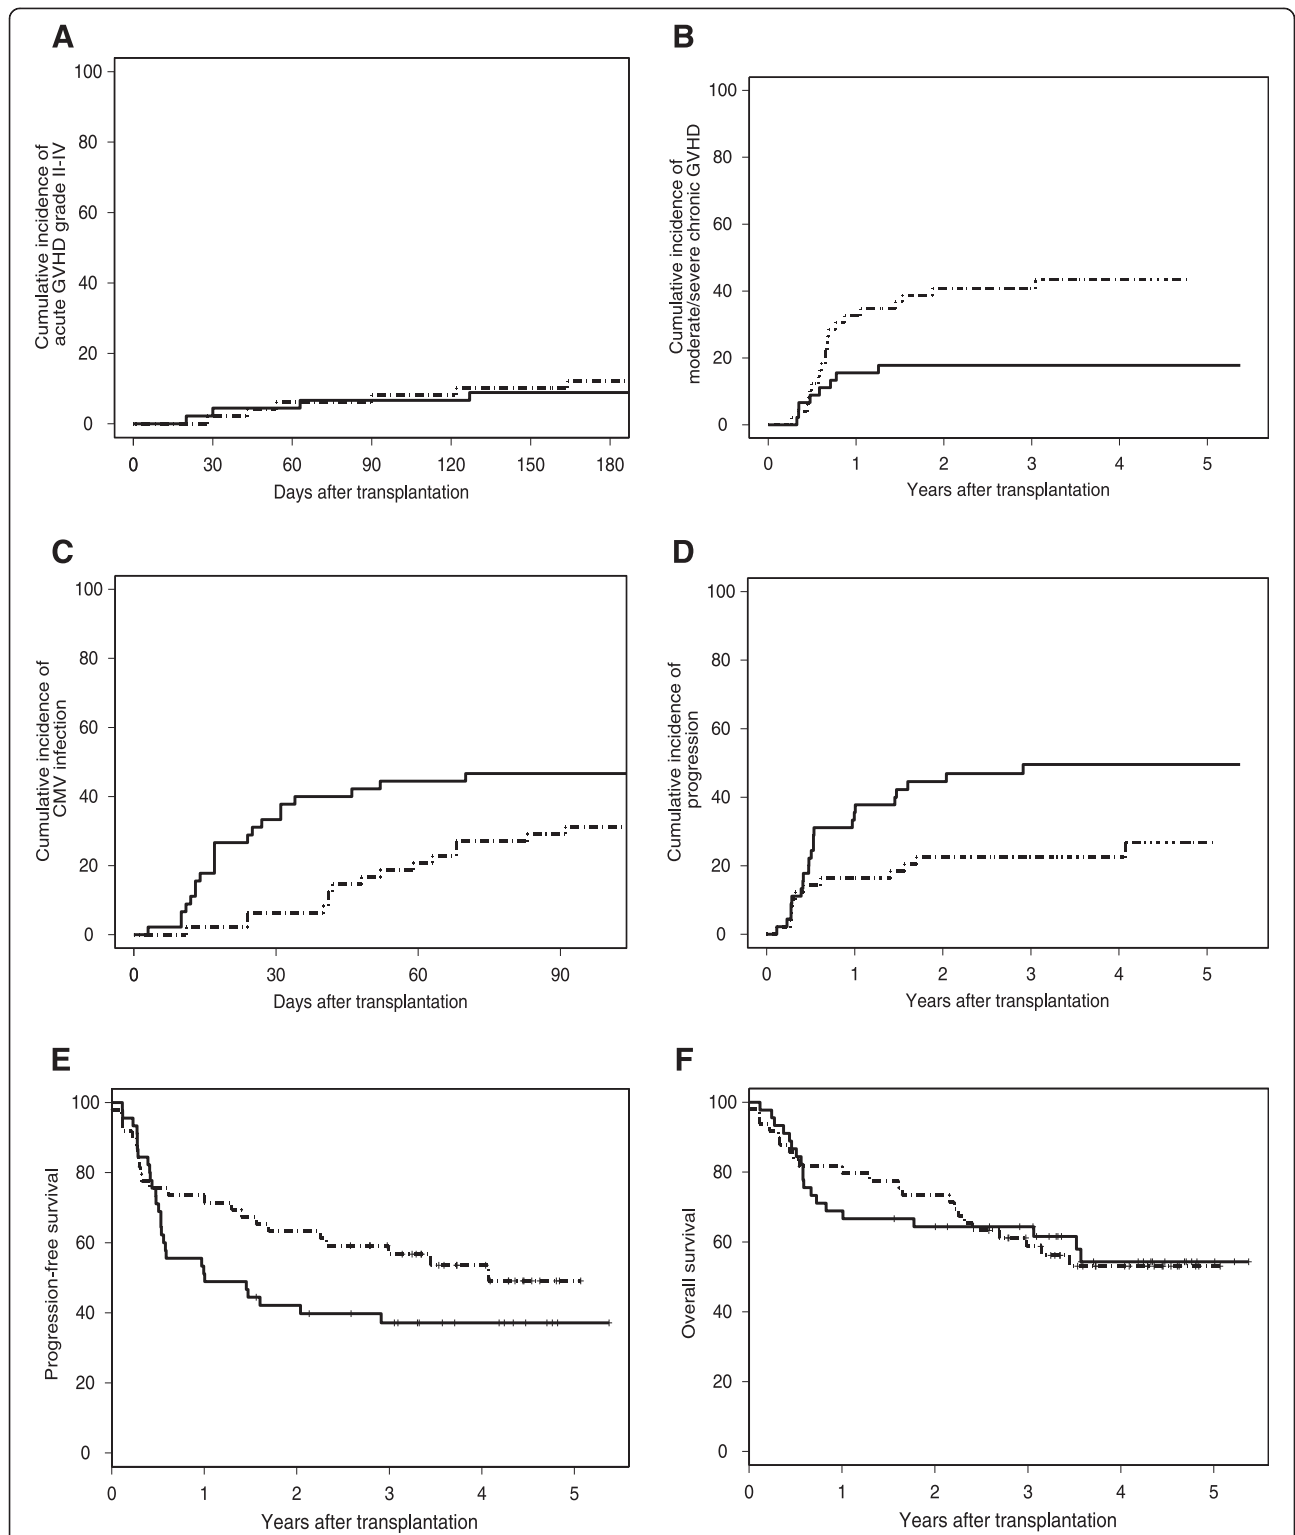 A
Cumulative incidence of
acute GVHD grade II-IV
100
80
60
40
20
0
0 30 60 90 120 150 180
Days after transplantation
B
Cumulative incidence of
moderate/severe chronic GVHD
100
80
60
40
20
0
0 1 2 3 4 5
Years after transplantation
C
Cumulative incidence of
CMV infection
100
80
60
40
20
0
0 30 60 90
Days after transplantation
D
Cumulative incidence of
progression
100
80
60
40
20
0
0 1 2 3 4 5
Years after transplantation
E
Progression-free survival
100
80
60
40
20
0
0 1 2 3 4 5
Years after transplantation
F
Overall survival
100
80
60
40
20
0
0 1 2 3 4 5
Years after transplantation